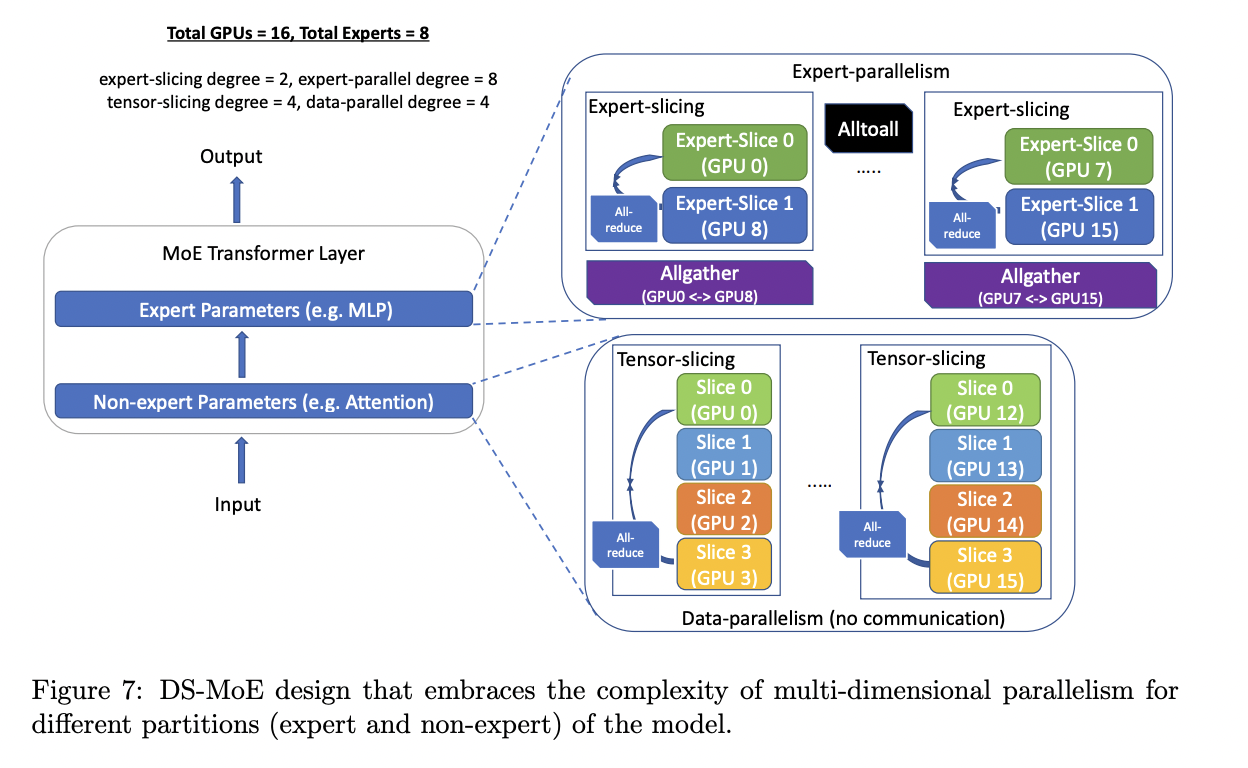 Total GPUs = 16, Total Experts = 8
expert-slicing degree = 2, expert-parallel degree = 8
tensor-slicing degree = 4, data-parallel degree = 4
Output
MoE Transformer Layer
Expert Parameters (e.g. MLP)
Non-expert Parameters (e.g. Attention)
Input
Expert-parallelism
Expert-slicing
Expert-Slice 0
(GPU 0)
Expert-Slice 1
(GPU 8)
All-
reduce
Allgather
(GPU0 <-> GPU8)
Alltoall
.....
Expert-slicing
Expert-Slice 0
(GPU 7)
Expert-Slice 1
(GPU 15)
All-
reduce
Allgather
(GPU7 <-> GPU15)
Tensor-slicing
Slice 0
(GPU 0)
Slice 1
(GPU 1)
Slice 2
(GPU 2)
Slice 3
(GPU 3)
All-
reduce
.....
Tensor-slicing
Slice 0
(GPU 12)
Slice 1
(GPU 13)
Slice 2
(GPU 14)
Slice 3
(GPU 15)
All-
reduce
Data-parallelism (no communication)
Figure 7: DS-MoE design that embraces the complexity of multi-dimensional parallelism for
different partitions (expert and non-expert) of the model.